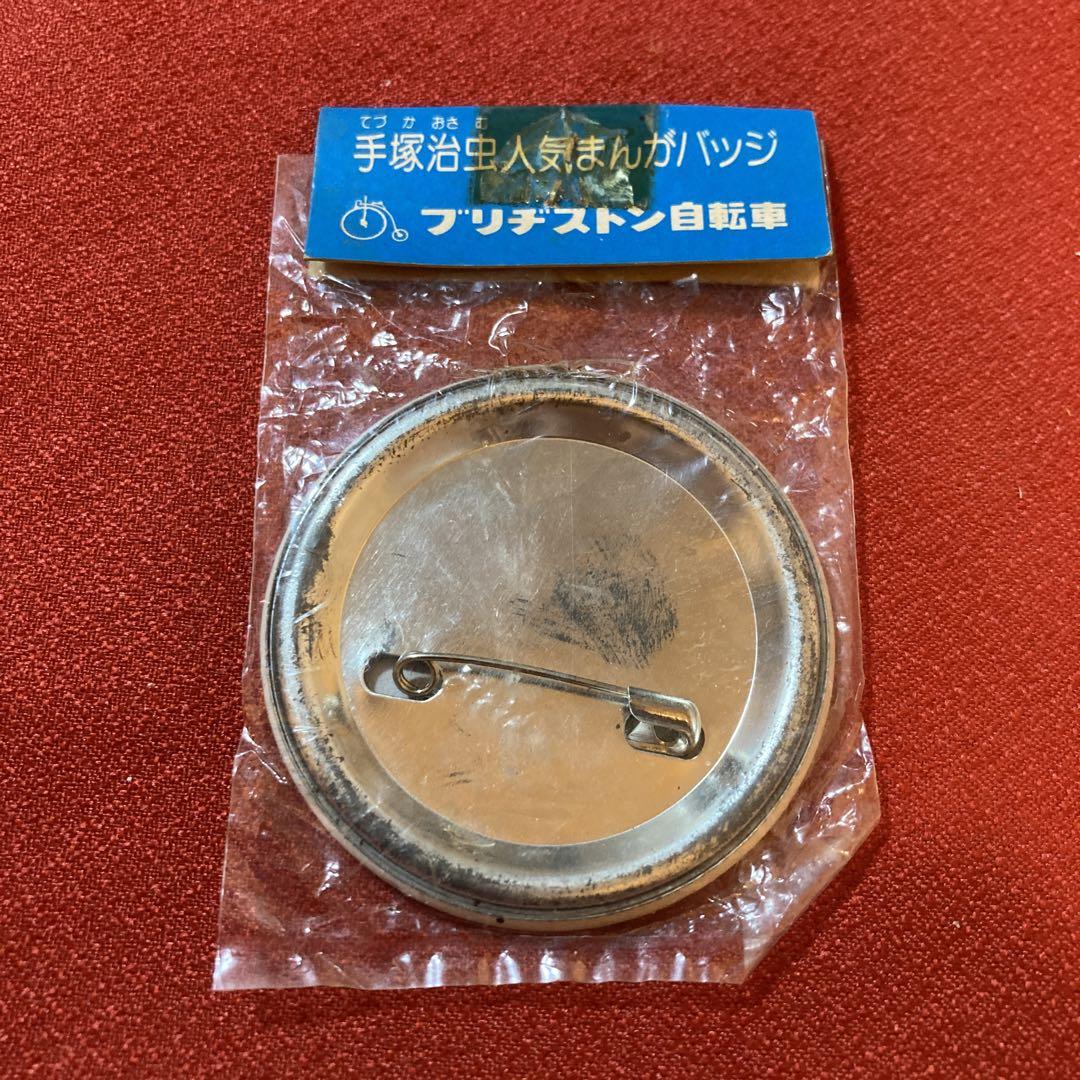 てづかおさむ
手塚治虫人気まんがバッジ
ブリヂストン自転車